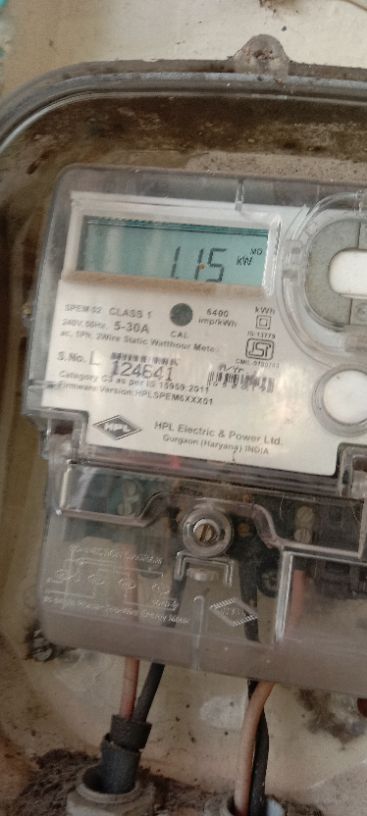 MD
1.15 kW
SPEM 02 CLASS 1
6400 imp/kWh
kWh
240V, 50Hz, 5-30A
CAL
IS:13779
ac, 1Ph, 2Wire Static Watthour Meter
S.No. L 124641
Category C3 as per IS 15959:2011
Firmware Version:HPLSPEM6XXX01
HPL
HPL Electric & Power Ltd.
Gurgaon (Haryana) INDIA